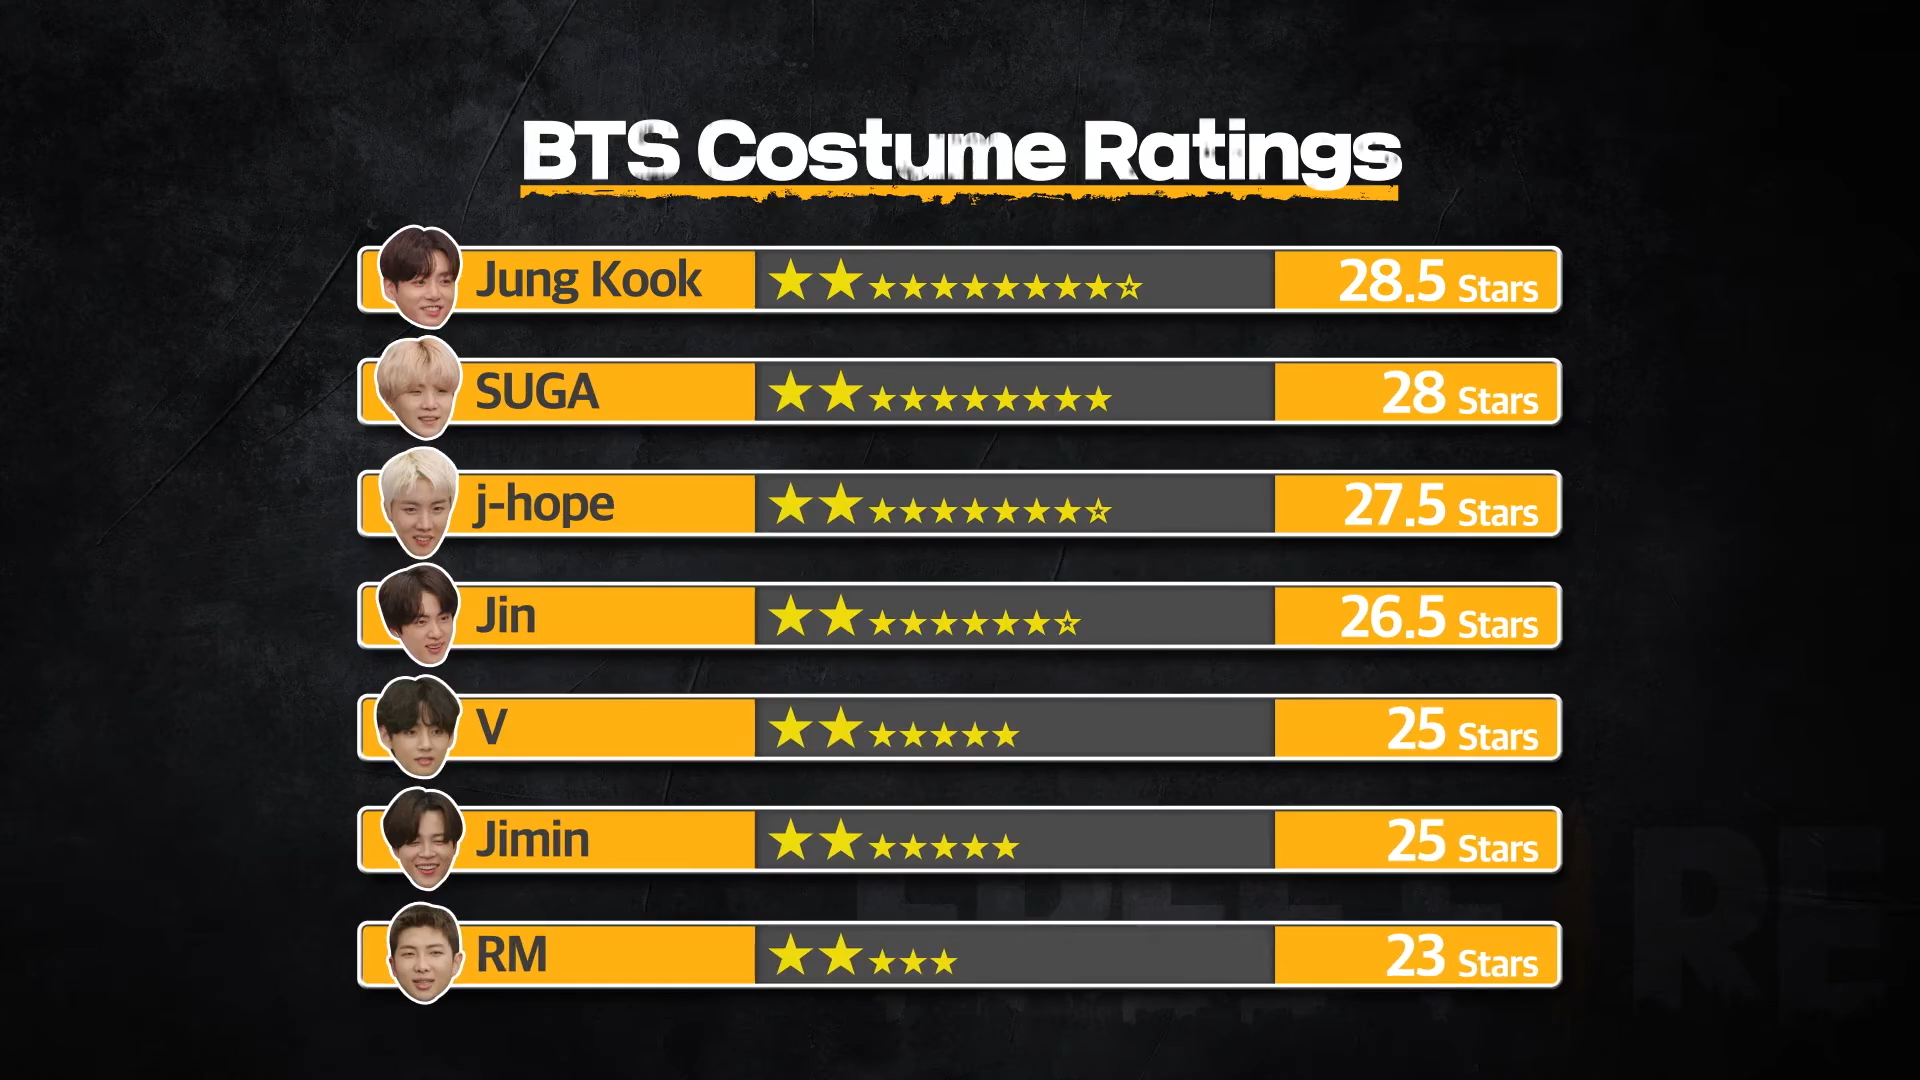 BTS Costume Ratings
Jung Kook 28.5 Stars
SUGA 28 Stars
j-hope 27.5 Stars
Jin 26.5 Stars
V 25 Stars
Jimin 25 Stars
RM 23 Stars